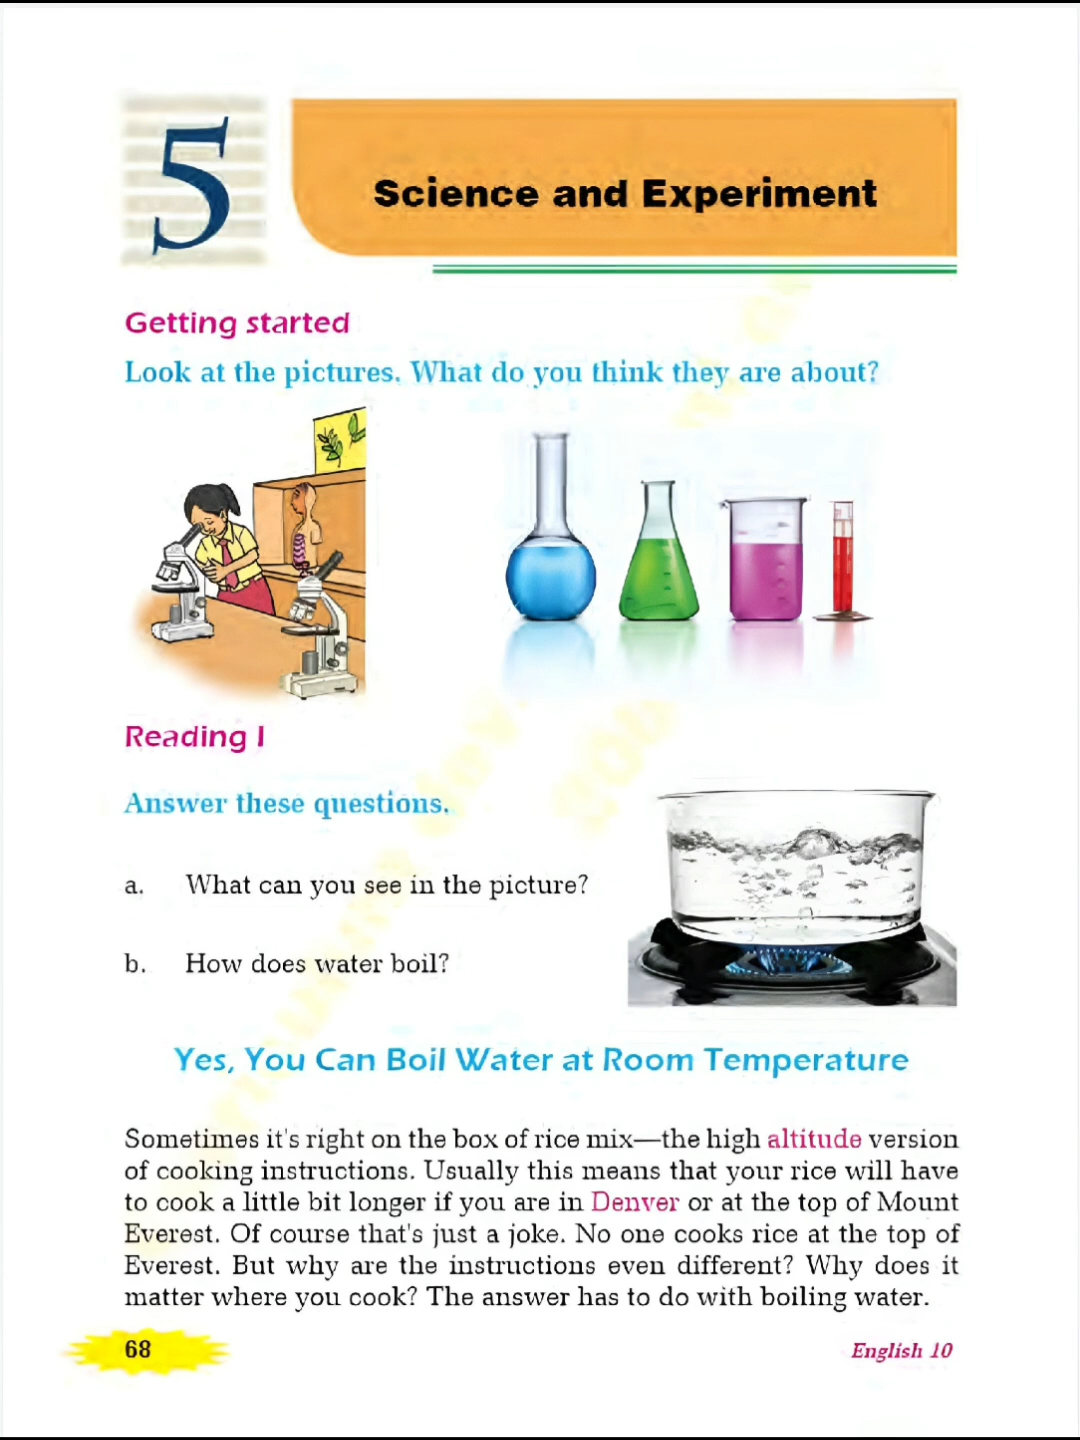 5
Science and Experiment
Getting started
Look at the pictures. What do you think they are about?
Reading I
Answer these questions.
a. What can you see in the picture?
b. How does water boil?
Yes, You Can Boil Water at Room Temperature
Sometimes it's right on the box of rice mix—the high altitude version
of cooking instructions. Usually this means that your rice will have
to cook a little bit longer if you are in Denver or at the top of Mount
Everest. Of course that's just a joke. No one cooks rice at the top of
Everest. But why are the instructions even different? Why does it
matter where you cook? The answer has to do with boiling water.
68
English 10